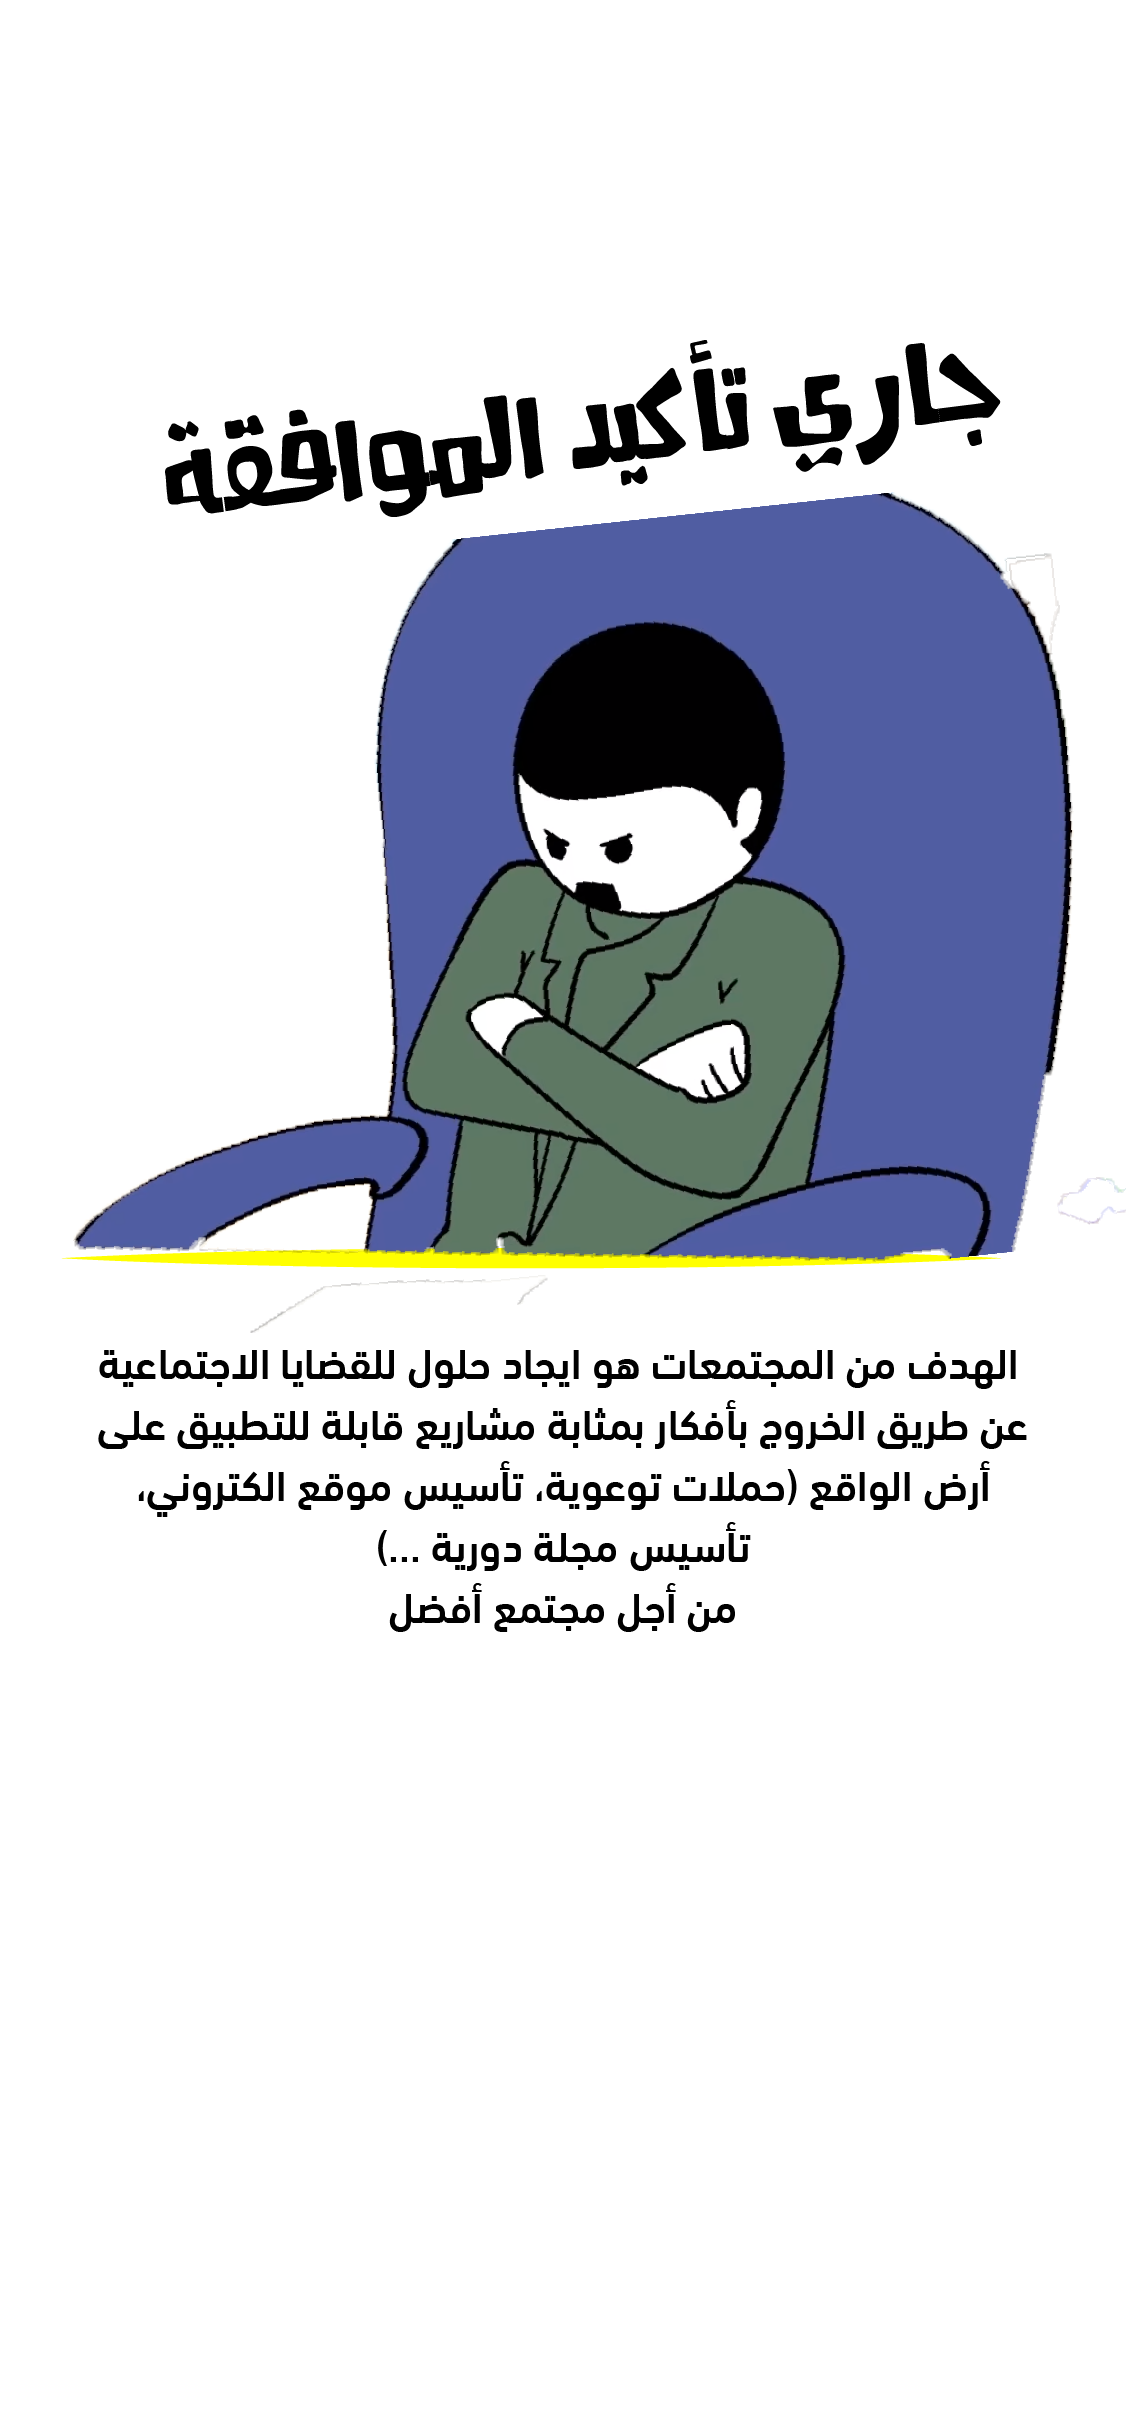 جاري تأكيد الموافقة
الهدف من المجتمعات هو ايجاد حلول للقضايا الاجتماعية
عن طريق الخروج بأفكار بمثابة مشاريع قابلة للتطبيق على
أرض الواقع (حملات توعوية، تأسيس موقع الكتروني،
تأسيس مجلة دورية ...)
من أجل مجتمع أفضل